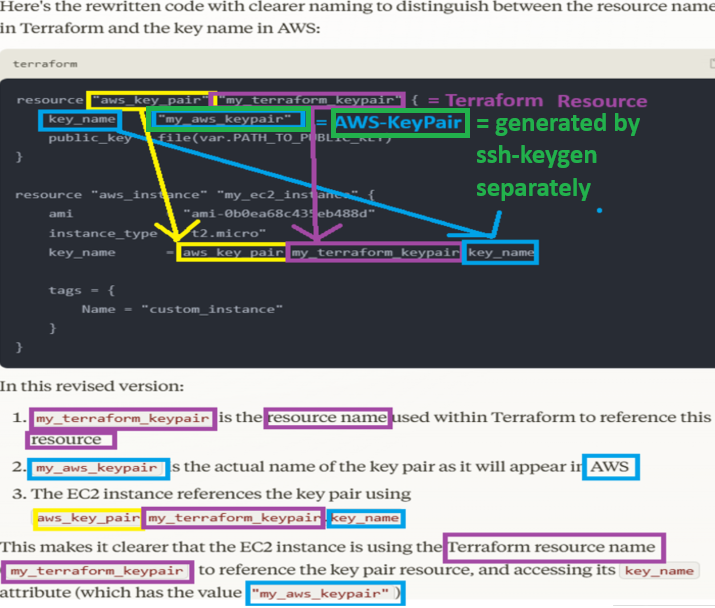 Here's the rewritten code with clearer naming to distinguish between the resource name
in Terraform and the key name in AWS:
terraform
resource "aws_key_pair" "my_terraform_keypair" { = Terraform Resource
key_name "my_aws_keypair" = AWS-KeyPair = generated by
ssh-keygen
separately
public_key file(var.PATH_TO_PUBLIC_KEY)
}
resource "aws_instance" "my_ec2_instance" {
ami "ami-0b0ea68c435eb488d"
instance_type "t2.micro"
key_name = aws_key_pair my_terraform_keypair key_name
tags = {
Name = "custom_instance"
}
}
In this revised version:
1. my_terraform_keypair is the resource name used within Terraform to reference this
resource
2. my_aws_keypair is the actual name of the key pair as it will appear in AWS
3. The EC2 instance references the key pair using
aws_key_pair my_terraform_keypair.key_name
This makes it clearer that the EC2 instance is using the Terraform resource name
my_terraform_keypair to reference the key pair resource, and accessing its key_name
attribute (which has the value "my_aws_keypair" )